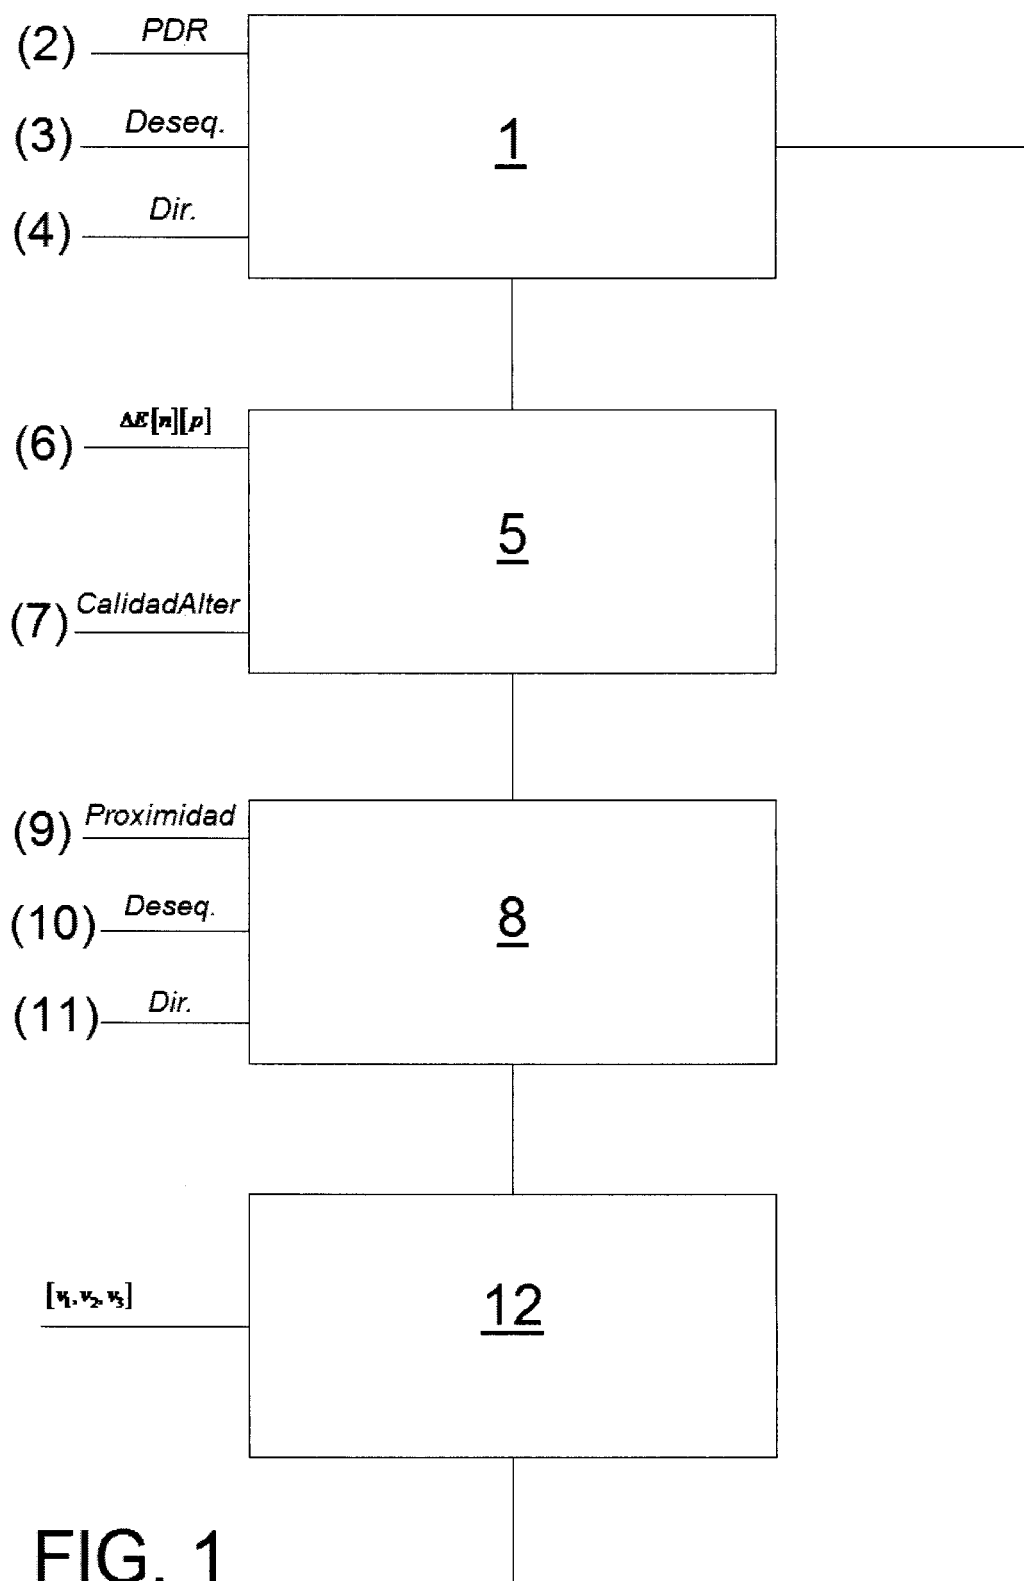 (2) PDR
(3) Deseq.
1
(4) Dir.
(6) ΔE[n][p]
5
(7) CalidadAlter
(9) Proximidad
(10) Deseq.
8
(11) Dir.
[v₁, v₂, v₃]
12
FIG. 1